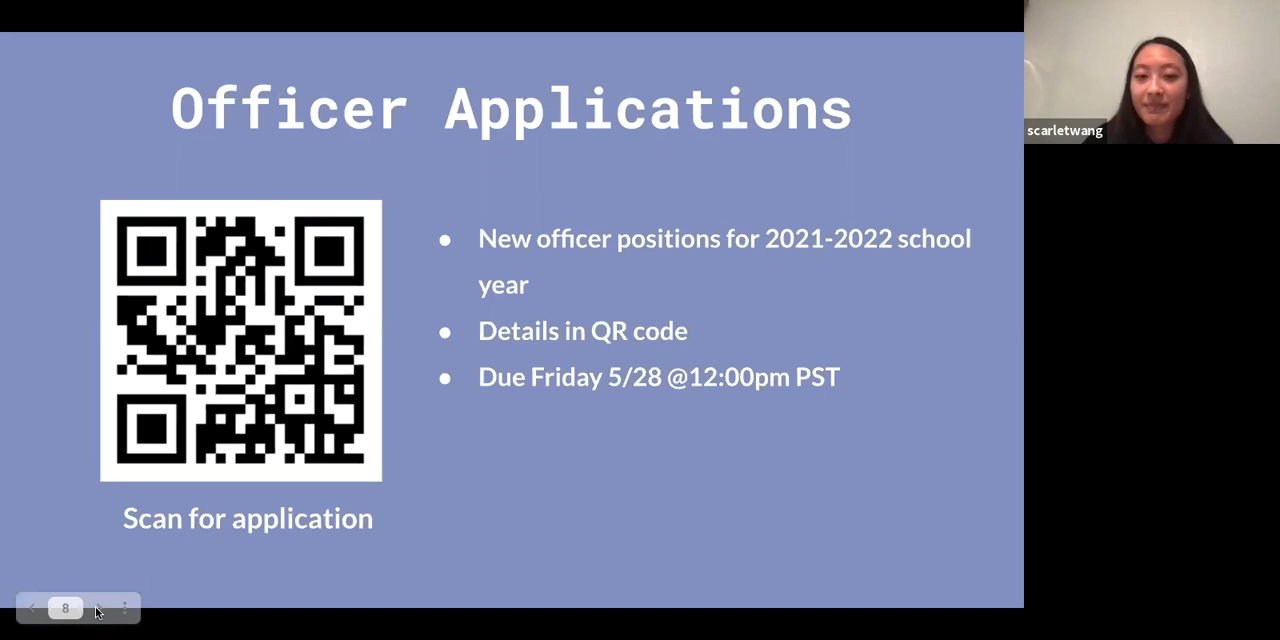 Officer Applications
scarletwang
● New officer positions for 2021-2022 school
year
● Details in QR code
● Due Friday 5/28 @12:00pm PST
Scan for application
8